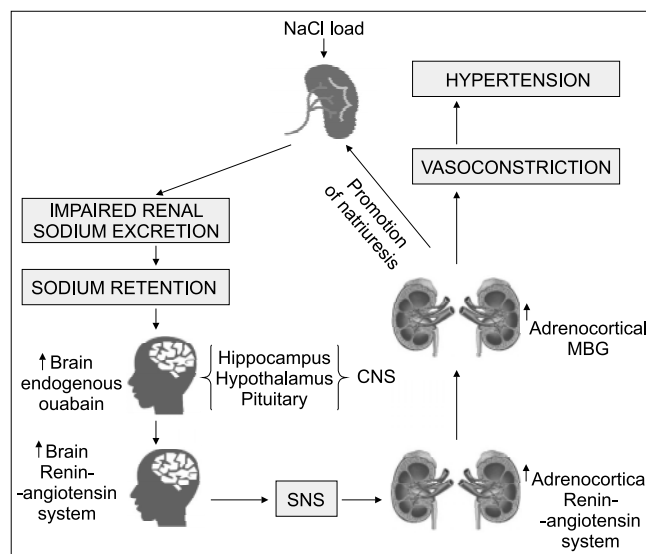 NaCl load
HYPERTENSION
VASOCONSTRICTION
Promotion
of natriuresis
IMPAIRED RENAL
SODIUM EXCRETION
SODIUM RETENTION
↑ Brain
endogenous
ouabain
Hippocampus
Hypothalamus
Pituitary
CNS
↑ Adrenocortical
MBG
↑ Brain
Renin-
-angiotensin
system
SNS
↑ Adrenocortica
Renin-
-angiotensin
system